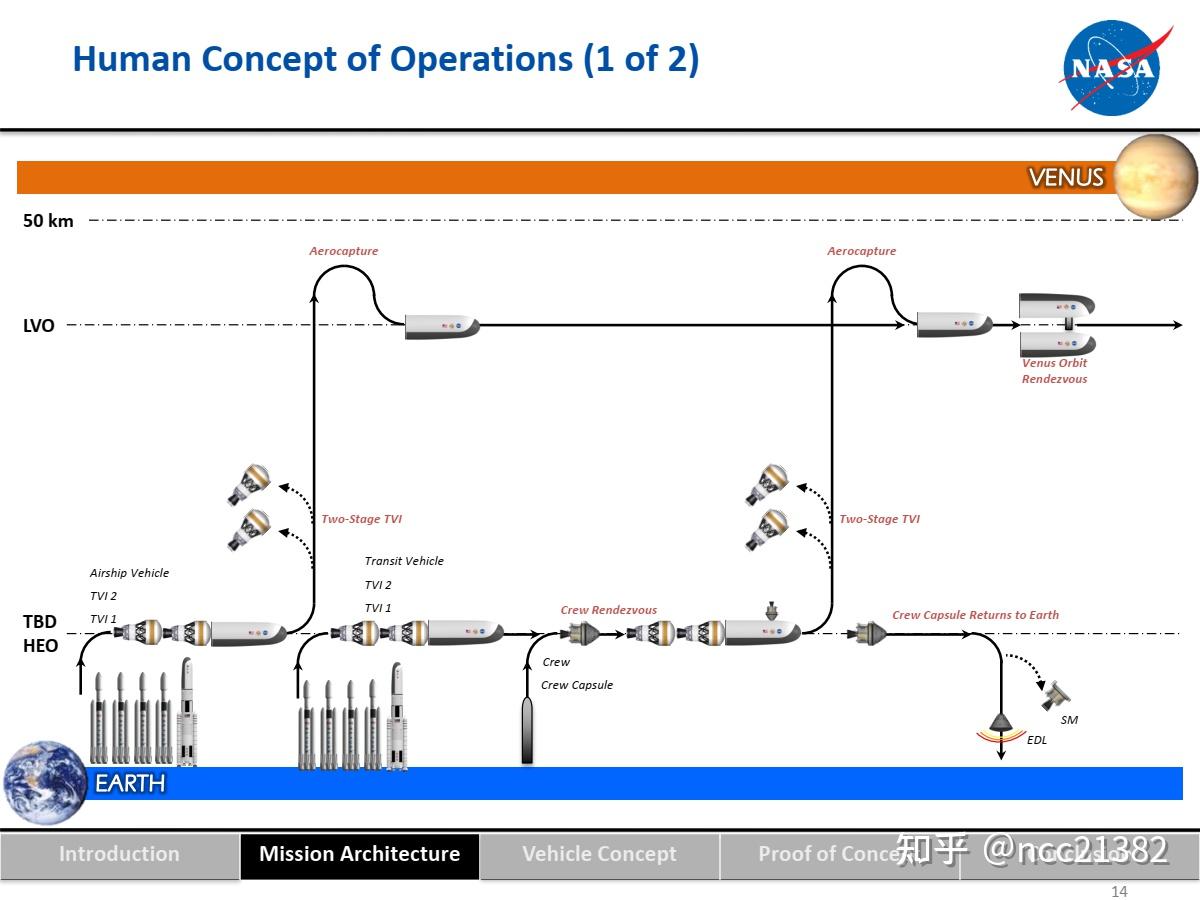 Human Concept of Operations (1 of 2)
NASA
VENUS
50 km
Aerocapture
Aerocapture
LVO
Venus Orbit
Rendezvous
Two-Stage TVI
Two-Stage TVI
Airship Vehicle
TVI 2
TVI 1
Transit Vehicle
TVI 2
TVI 1
TBD
HEO
Crew Rendezvous
Crew Capsule Returns to Earth
Crew
Crew Capsule
SM
EDL
EARTH
Introduction
Mission Architecture
Vehicle Concept
Proof of Concept
Conclusion
知乎 @ncc21382
14